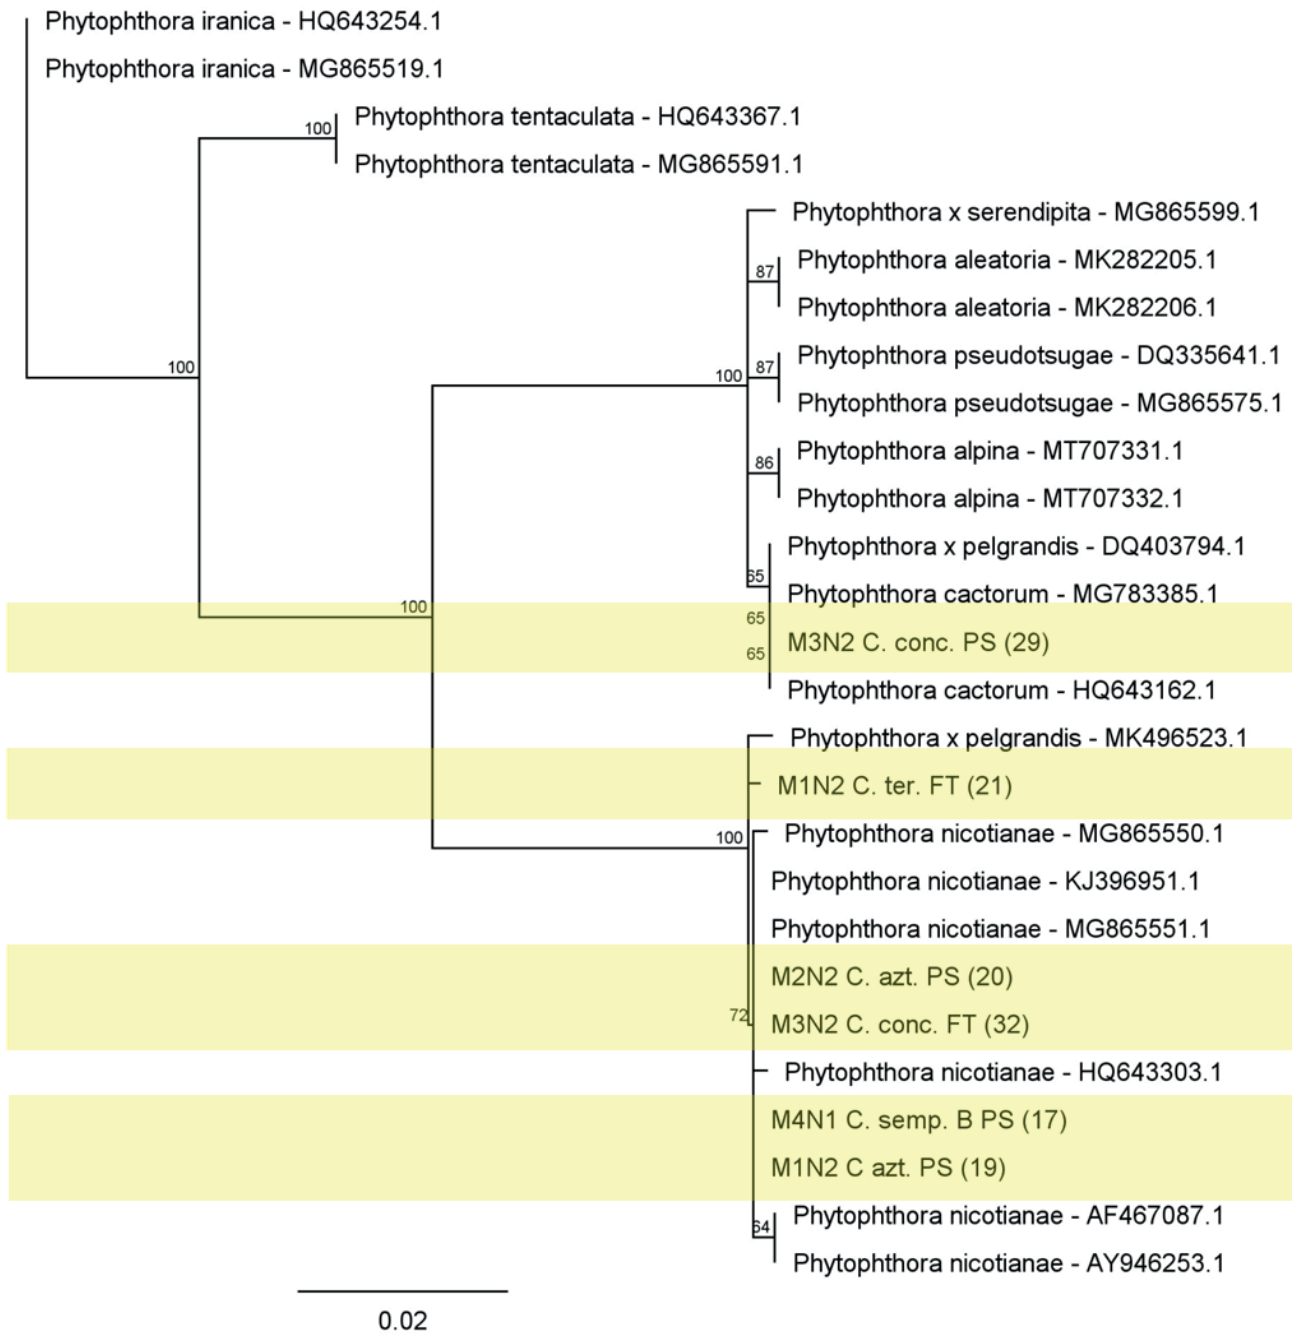 Phytophthora iranica - HQ643254.1
Phytophthora iranica - MG865519.1
Phytophthora tentaculata - HQ643367.1
100
Phytophthora tentaculata - MG865591.1
Phytophthora x serendipita - MG865599.1
Phytophthora aleatoria - MK282205.1
87
Phytophthora aleatoria - MK282206.1
Phytophthora pseudotsugae - DQ335641.1
100
100
87
Phytophthora pseudotsugae - MG865575.1
Phytophthora alpina - MT707331.1
86
Phytophthora alpina - MT707332.1
Phytophthora x pelgrandis - DQ403794.1
65
Phytophthora cactorum - MG783385.1
100
65
M3N2 C. conc. PS (29)
65
Phytophthora cactorum - HQ643162.1
Phytophthora x pelgrandis - MK496523.1
M1N2 C. ter. FT (21)
Phytophthora nicotianae - MG865550.1
100
Phytophthora nicotianae - KJ396951.1
Phytophthora nicotianae - MG865551.1
M2N2 C. azt. PS (20)
72
M3N2 C. conc. FT (32)
Phytophthora nicotianae - HQ643303.1
M4N1 C. semp. B PS (17)
M1N2 C azt. PS (19)
Phytophthora nicotianae - AF467087.1
64
Phytophthora nicotianae - AY946253.1
0.02